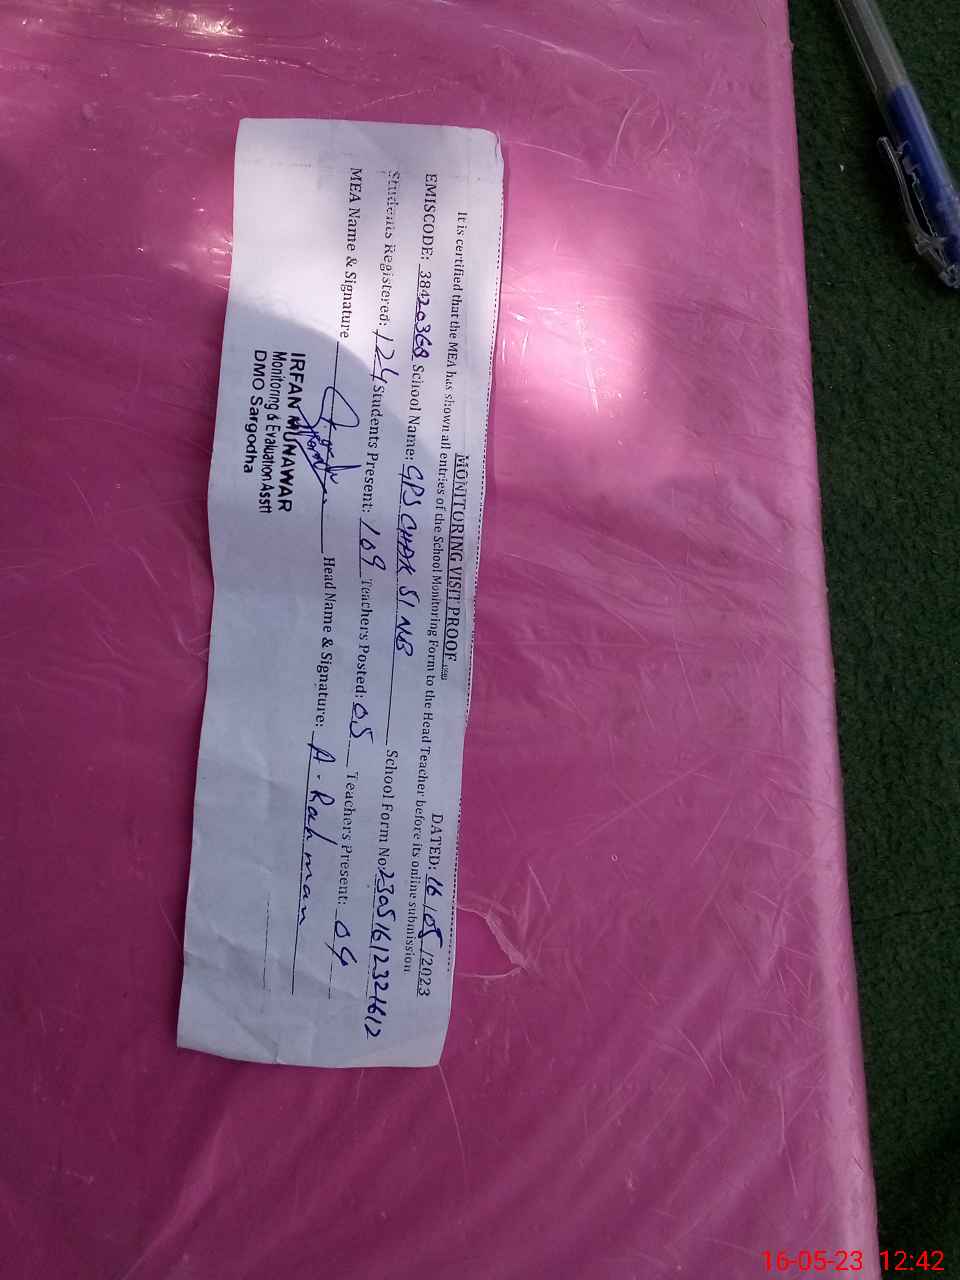 MONITORING VISIT PROOF
DATED: 16/05/2023
It is certified that the MEA has shown all entries of the School Monitoring Form to the Head Teacher before its online submission
EMISCODE: 38420368 School Name: GPS CHAK 51 NB School Form No 23051612321612
Students Registered: 124 Students Present: 109 Teachers Posted: 05 Teachers Present: 04
MEA Name & Signature Head Name & Signature: A. Rahman
IRFAN MUNAWAR
Monitoring & Evaluation Asstt
DMO Sargodha
16-05-23 12:42